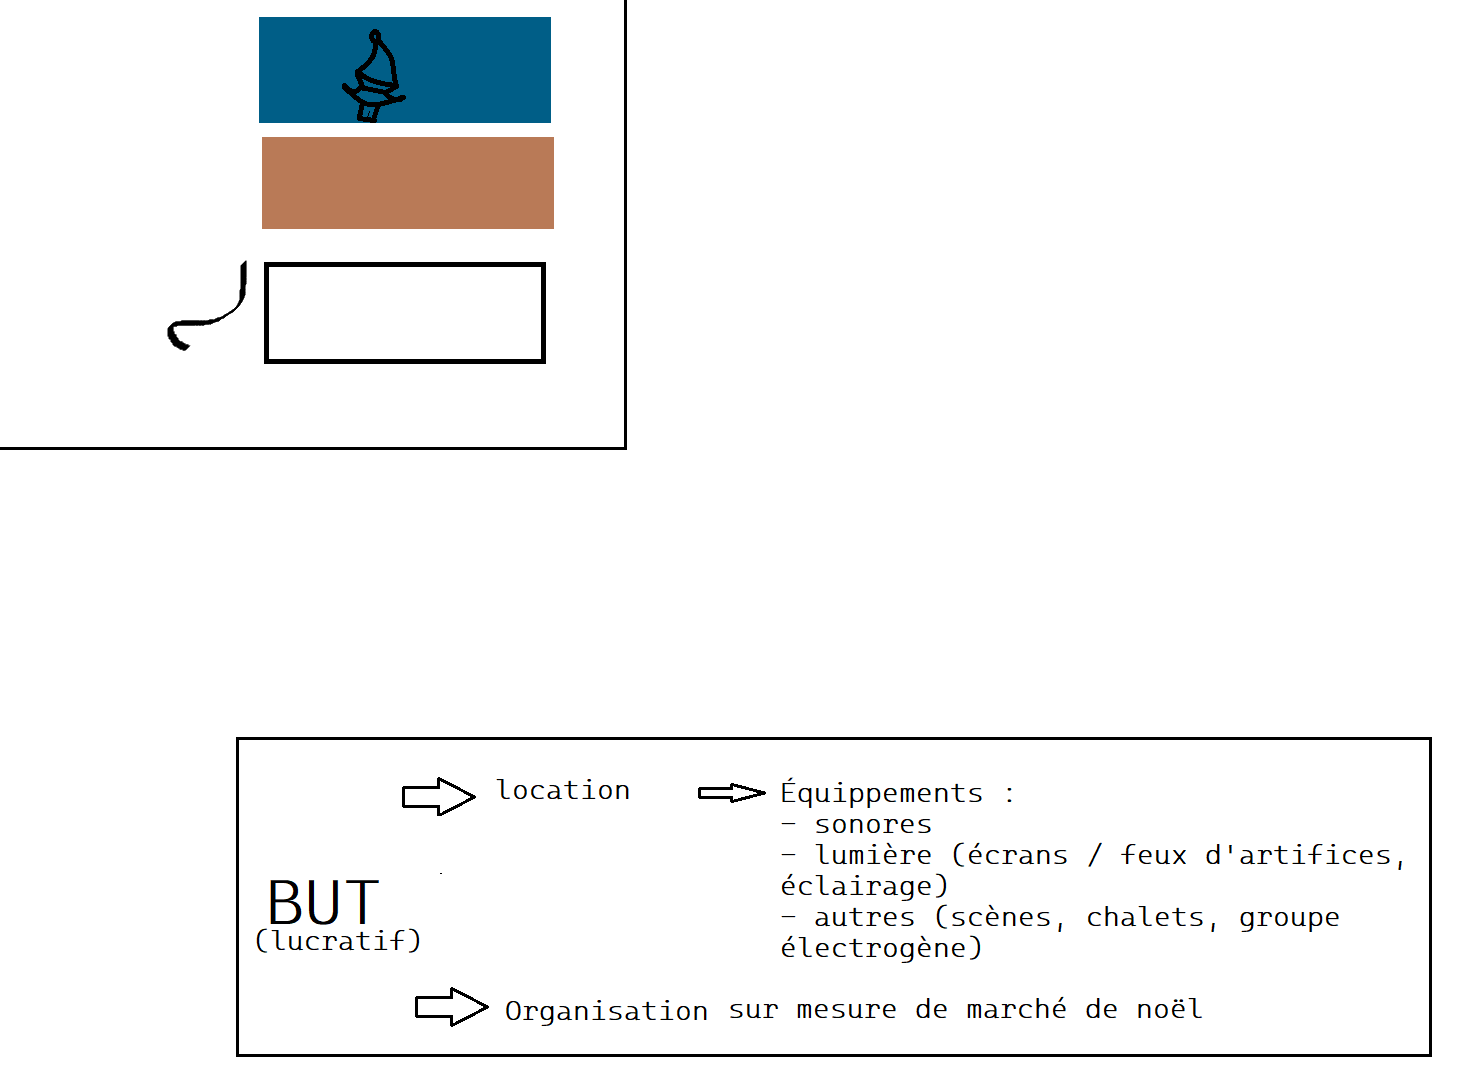 location
Équippements :
- sonores
- lumière (écrans / feux d'artifices,
éclairage)
- autres (scènes, chalets, groupe
électrogène)
BUT
(lucratif)
Organisation sur mesure de marché de noël